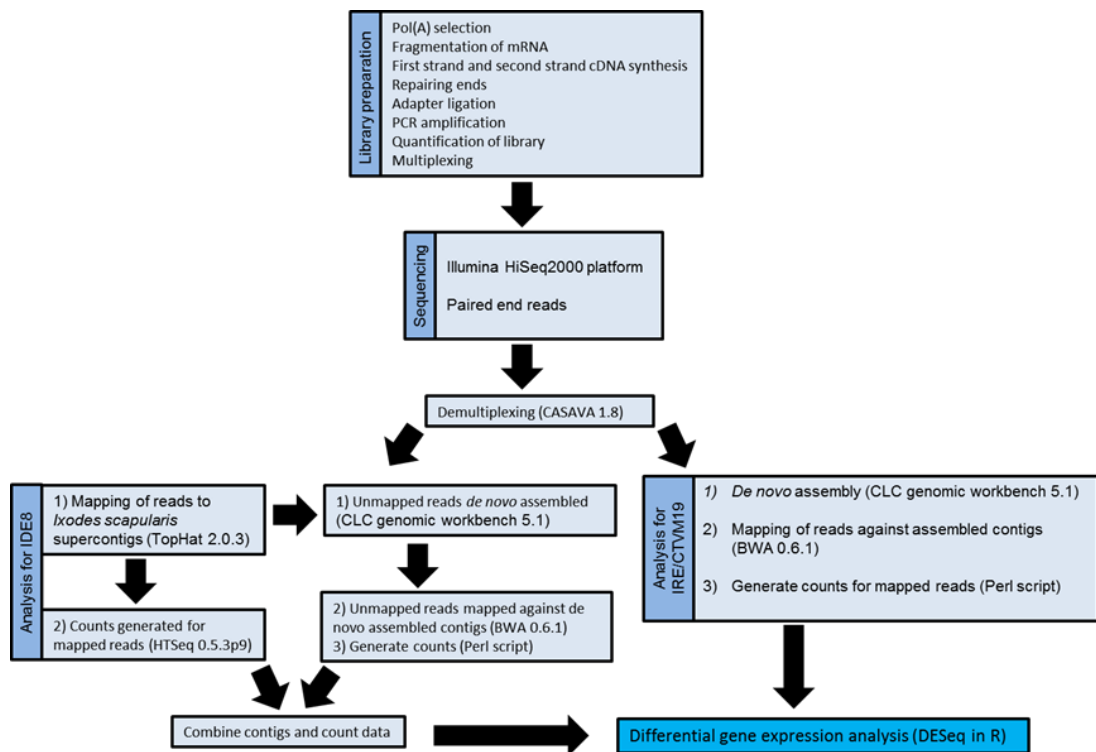 Library preparation
Pol(A) selection
Fragmentation of mRNA
First strand and second strand cDNA synthesis
Repairing ends
Adapter ligation
PCR amplification
Quantification of library
Multiplexing
Sequencing
Illumina HiSeq2000 platform
Paired end reads
Demultiplexing (CASAVA 1.8)
Analysis for IDE8
1) Mapping of reads to
Ixodes scapularis
supercontigs (TopHat 2.0.3)
2) Counts generated for
mapped reads (HTSeq 0.5.3p9)
1) Unmapped reads de novo assembled
(CLC genomic workbench 5.1)
2) Unmapped reads mapped against de
novo assembled contigs (BWA 0.6.1)
3) Generate counts (Perl script)
Analysis for
IRE/CTVM19
1) De novo assembly (CLC genomic workbench 5.1)
2) Mapping of reads against assembled contigs
(BWA 0.6.1)
3) Generate counts for mapped reads (Perl script)
Combine contigs and count data
Differential gene expression analysis (DESeq in R)